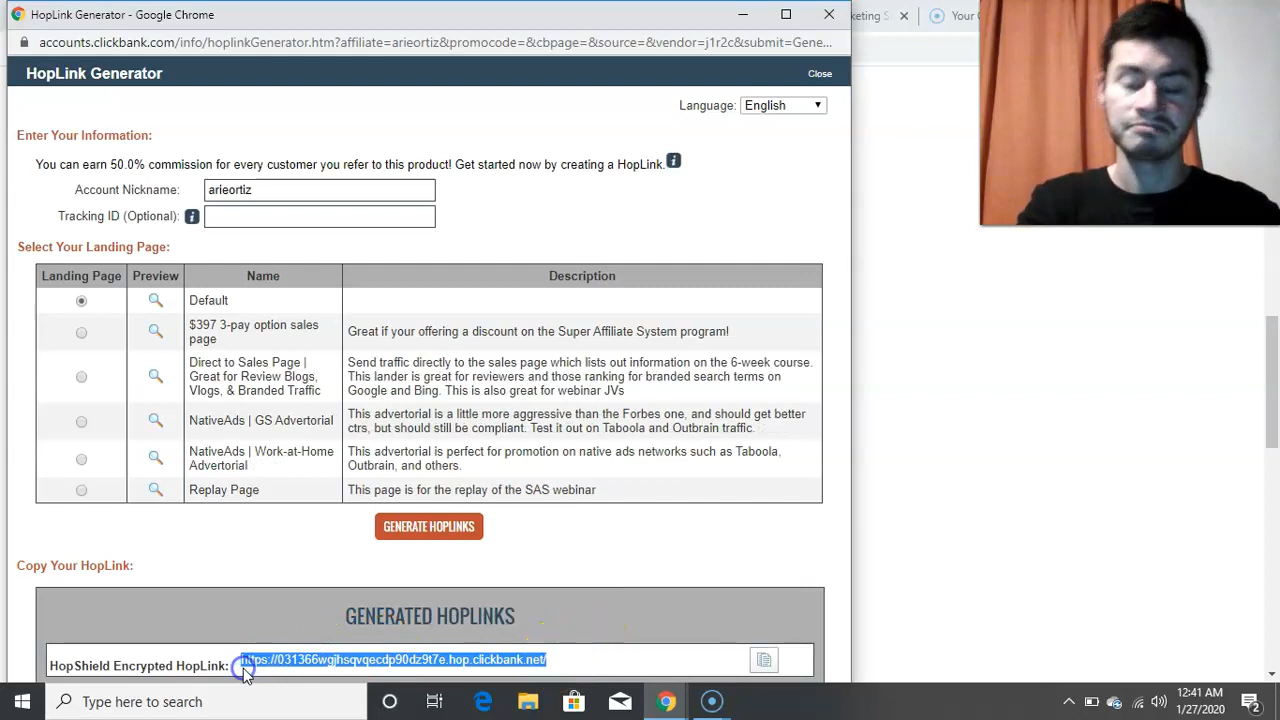 HopLink Generator - Google Chrome
keting S
Your C
accounts.clickbank.com/info/hoplinkGenerator.htm?affiliate=arieortiz&promocode=&cbpage=&source=&vendor=j1r2c&submit=Gene...
HopLink Generator
Close
Language: English
Enter Your Information:
You can earn 50.0% commission for every customer you refer to this product! Get started now by creating a HopLink.
Account Nickname: arieortiz
Tracking ID (Optional):
Select Your Landing Page:
Landing Page Preview Name Description
Default
$397 3-pay option sales
page
Great if your offering a discount on the Super Affiliate System program!
Direct to Sales Page |
Great for Review Blogs,
Vlogs, & Branded Traffic
Send traffic directly to the sales page which lists out information on the 6-week course.
This lander is great for reviewers and those ranking for branded search terms on
Google and Bing. This is also great for webinar JVs
NativeAds | GS Advertorial
This advertorial is a little more aggressive than the Forbes one, and should get better
ctrs, but should still be compliant. Test it out on Taboola and Outbrain traffic.
NativeAds | Work-at-Home
Advertorial
This advertorial is perfect for promotion on native ads networks such as Taboola,
Outbrain, and others.
Replay Page This page is for the replay of the SAS webinar
GENERATE HOPLINKS
Copy Your HopLink:
GENERATED HOPLINKS
HopShield Encrypted HopLink: https://031366wgjhsqvqecdp90dz9t7e.hop.clickbank.net/
Type here to search
12:41 AM
1/27/2020
2